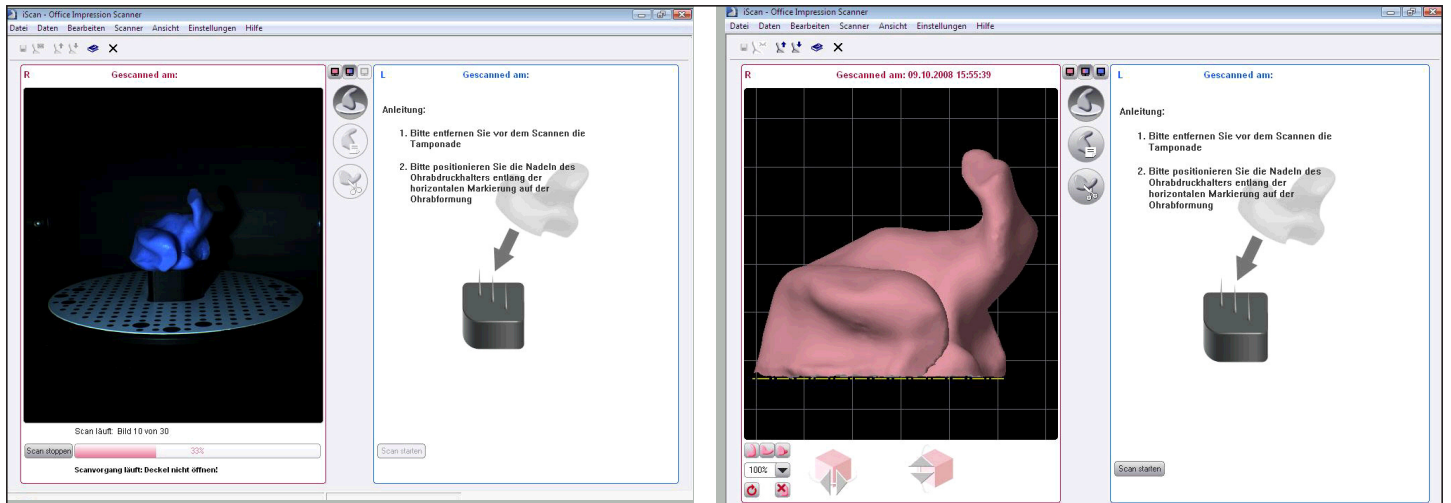 iScan - Office Impression Scanner
Datei Daten Bearbeiten Scanner Ansicht Einstellungen Hilfe
R Gescanned am:
L Gescanned am:
Anleitung:
1. Bitte entfernen Sie vor dem Scannen die
Tamponade
2. Bitte positionieren Sie die Nadeln des
Ohrabdruckhalters entlang der
horizontalen Markierung auf der
Ohrabformung
Scan läuft: Bild 10 von 30
Scan stoppen
33%
Scan starten
Scanvorgang läuft: Deckel nicht öffnen!
iScan - Office Impression Scanner
Datei Daten Bearbeiten Scanner Ansicht Einstellungen Hilfe
R Gescanned am: 09.10.2008 15:55:39
L Gescanned am:
Anleitung:
1. Bitte entfernen Sie vor dem Scannen die
Tamponade
2. Bitte positionieren Sie die Nadeln des
Ohrabdruckhalters entlang der
horizontalen Markierung auf der
Ohrabformung
100%
Scan starten